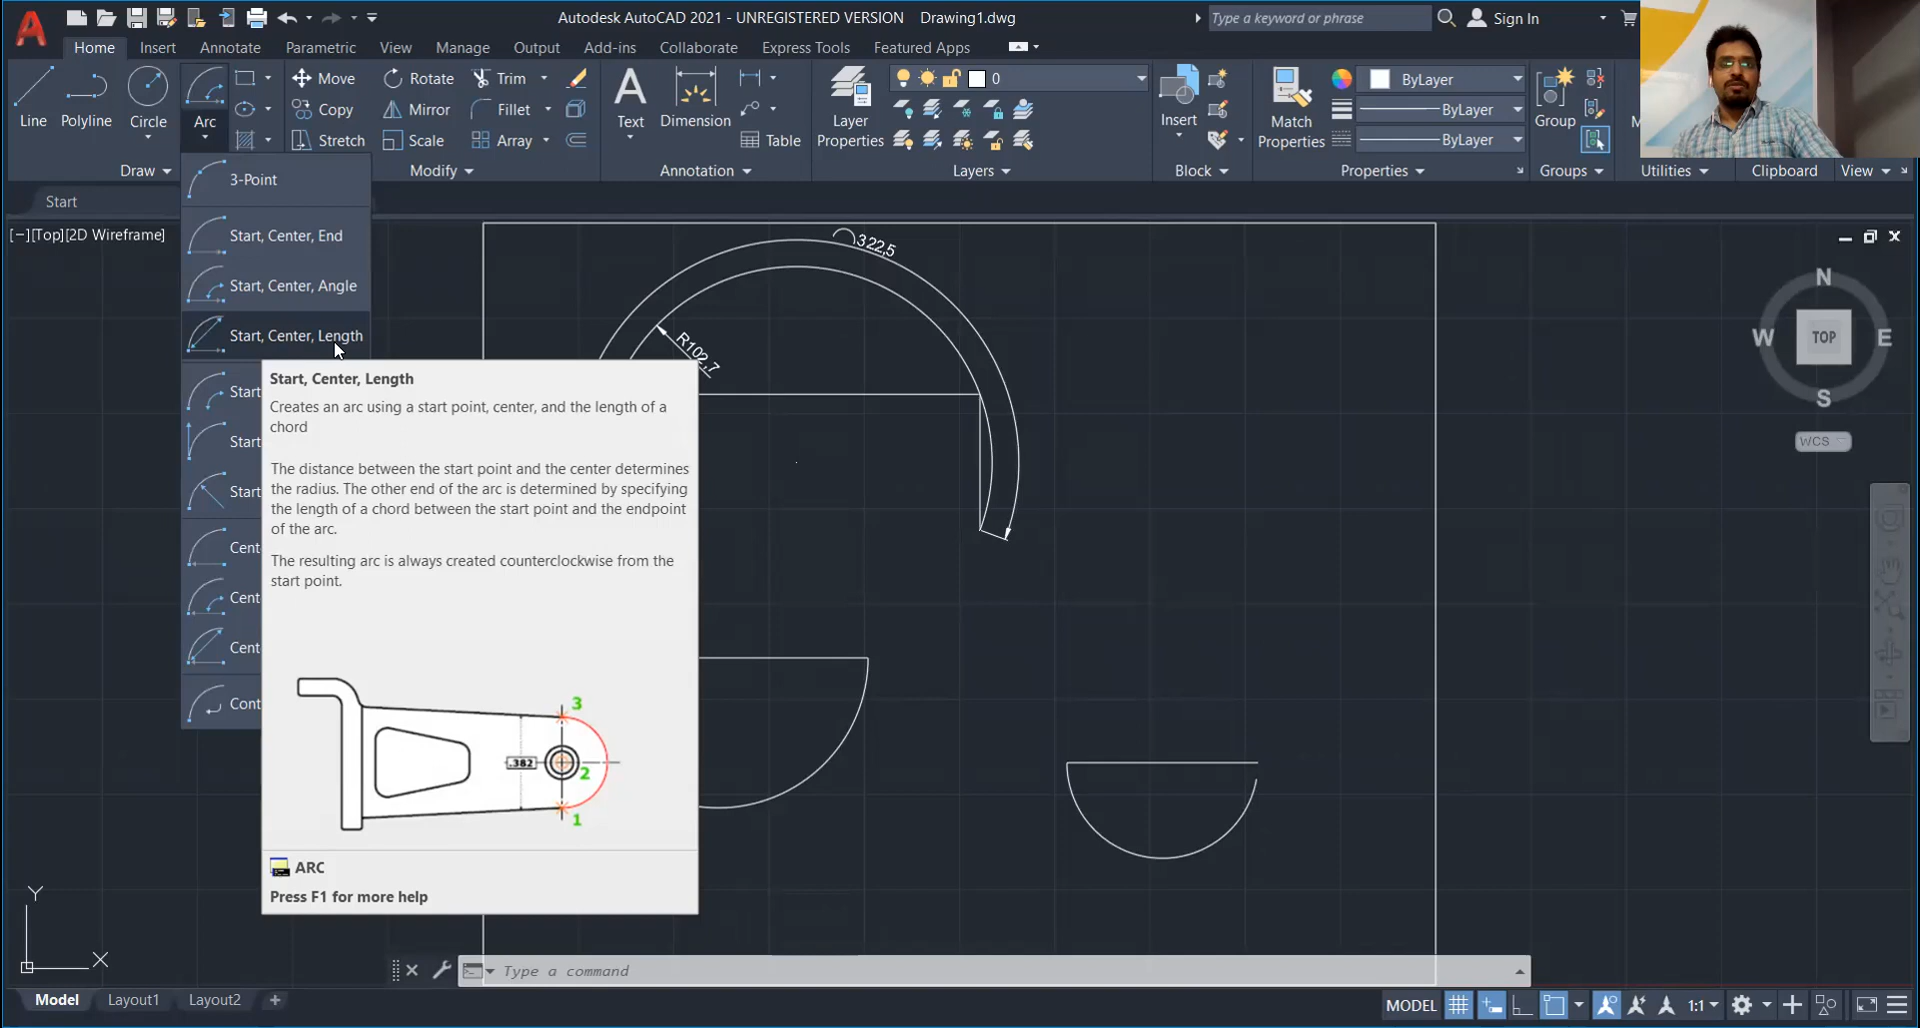 Autodesk AutoCAD 2021 - UNREGISTERED VERSION Drawing1.dwg
Type a keyword or phrase
Sign In
Home Insert Annotate Parametric View Manage Output Add-ins Collaborate Express Tools Featured Apps
Line
Polyline
Circle
Arc
Move
Rotate
Trim
Copy
Mirror
Fillet
Stretch
Scale
Array
Text
Dimension
Table
Layer
Properties
0
Insert
Match
Properties
ByLayer
ByLayer
ByLayer
Group
Draw
Modify
Annotation
Layers
Block
Properties
Groups
Utilities
Clipboard
View
Start
[−][Top][2D Wireframe]
3-Point
Start, Center, End
Start, Center, Angle
Start, Center, Length
Start
Start
Start
Cent
Cent
Cent
Cont
Start, Center, Length
Creates an arc using a start point, center, and the length of a
chord
The distance between the start point and the center determines
the radius. The other end of the arc is determined by specifying
the length of a chord between the start point and the endpoint
of the arc.
The resulting arc is always created counterclockwise from the
start point.
3
.382
2
1
ARC
Press F1 for more help
322,5
R102,7
N
W
TOP
E
S
WCS
Y
X
Type a command
Model Layout1 Layout2
MODEL
1:1